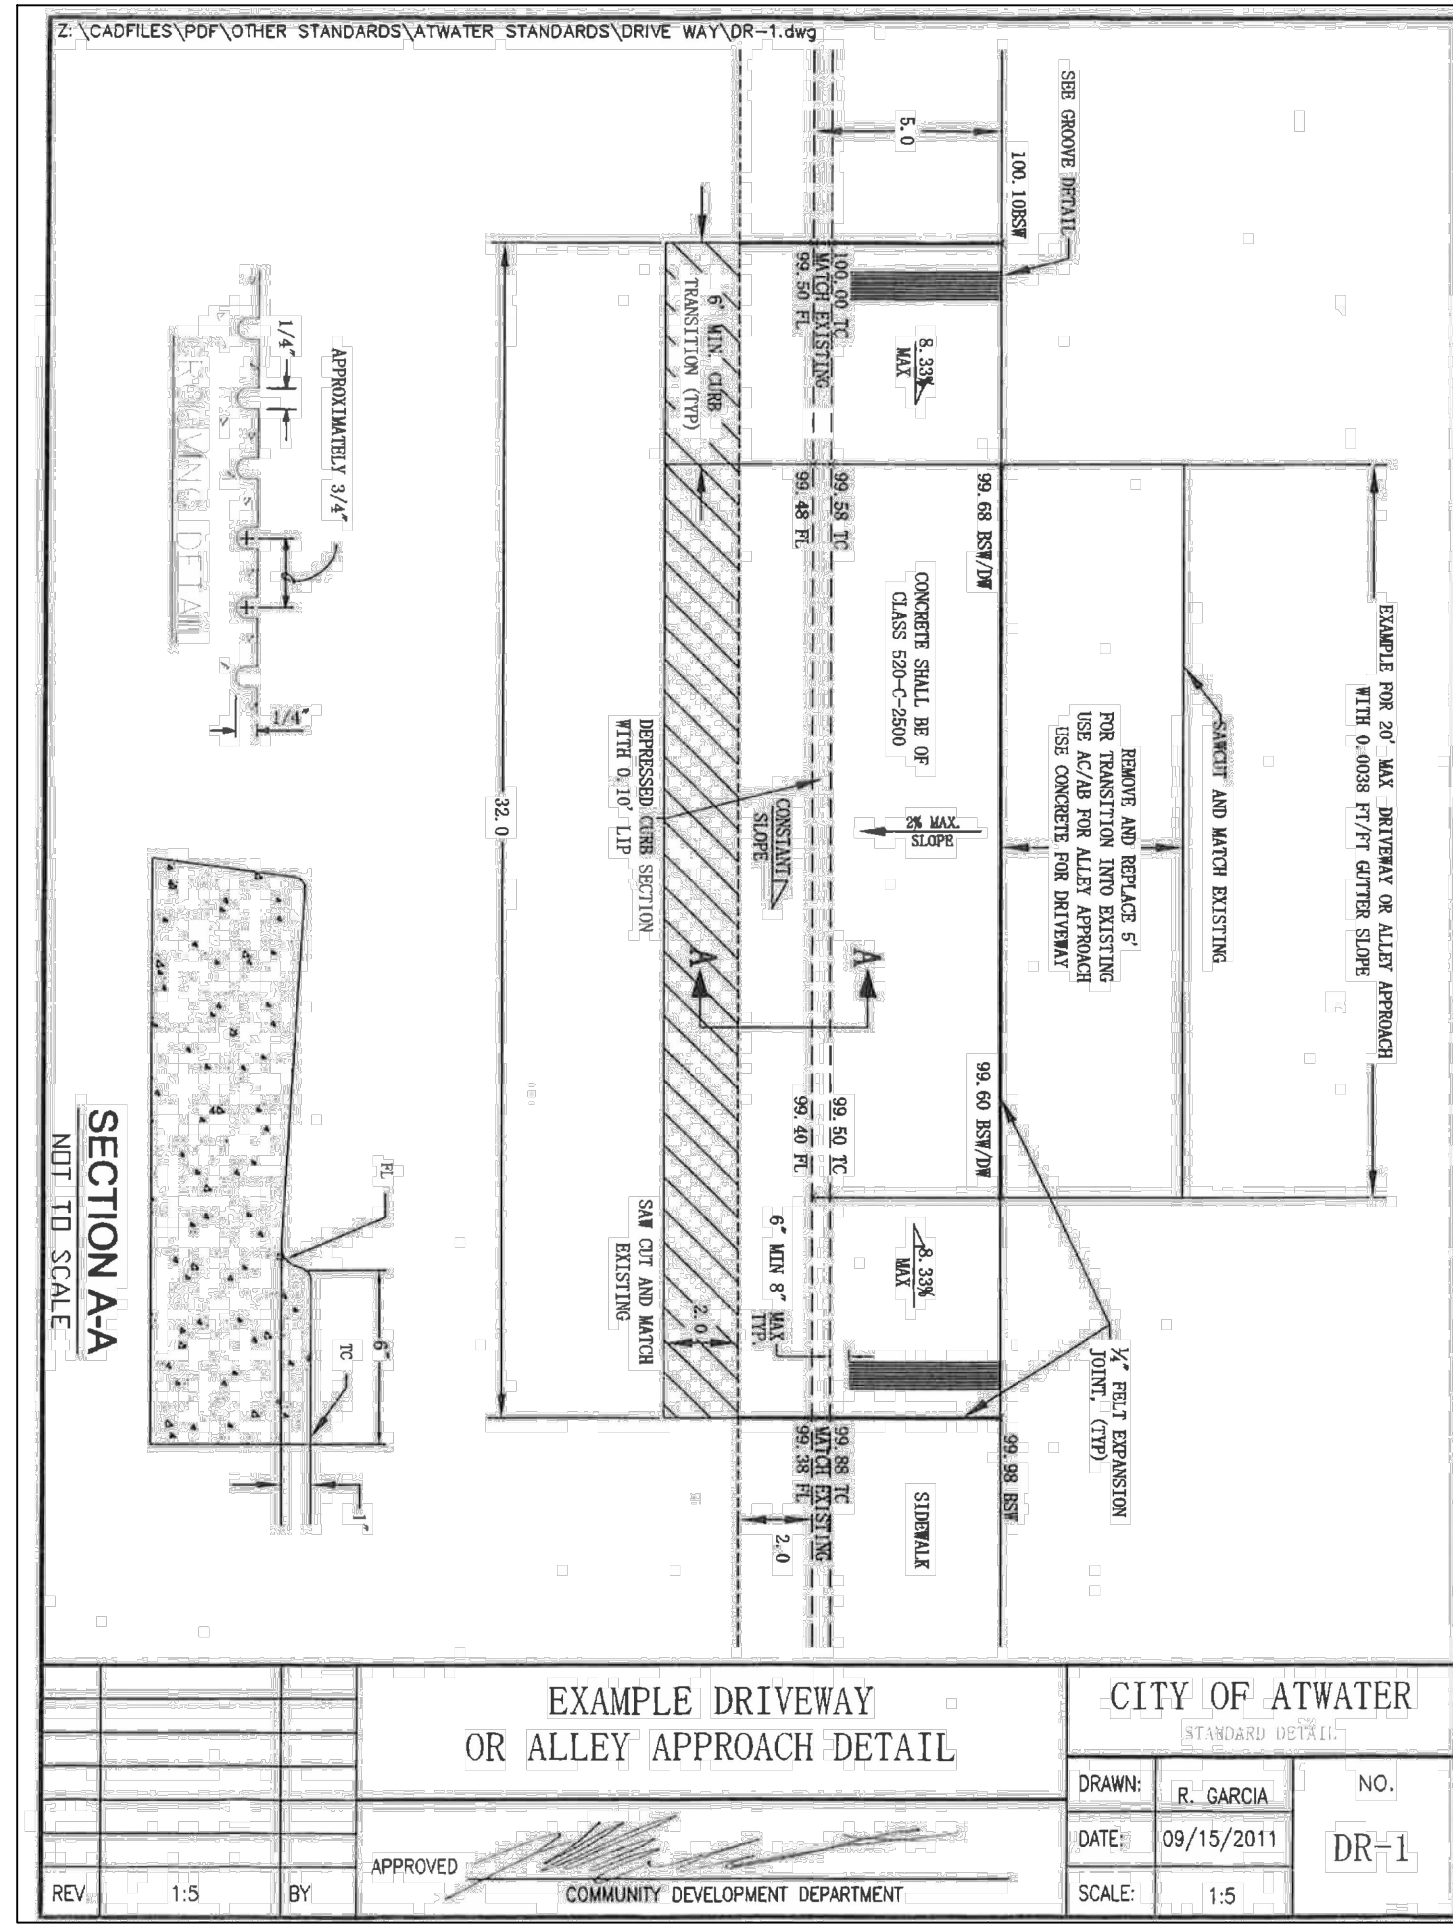 Z: \CADFILES\PDF\OTHER STANDARDS\ATWATER STANDARDS\DRIVE WAY\DR-1.dwg
EXAMPLE FOR 20' MAX DRIVEWAY OR ALLEY APPROACH
WITH 0.0038 FT/FT GUTTER SLOPE
SAWCUT AND MATCH EXISTING
REMOVE AND REPLACE 5'
FOR TRANSITION INTO EXISTING
USE AC/AB FOR ALLEY APPROACH
USE CONCRETE FOR DRIVEWAY
SEE GROOVE DETAIL
1/4" FELT EXPANSION
JOINT, (TYP)
100.10BSW
99.68 BSW/DW
99.60 BSW/DW
99.98 BSW
5.0
8.33%
MAX
CONCRETE SHALL BE OF
CLASS 520-C-2500
2% MAX.
SLOPE
8.33%
MAX
SIDEWALK
A
100.00 TC
MATCH EXISTING
99.50 FL
99.58 TC
99.48 FL
99.50 TC
99.40 FL
99.88 TC
MATCH EXISTING
99.38 FL
CONSTANT
SLOPE
6" MIN 8"
MAX
TYP.
2.0
6' MIN. CURB
TRANSITION (TYP)
A
2.0
DEPRESSED CURB SECTION
WITH 0.10' LIP
SAW CUT AND MATCH
EXISTING
32.0
APPROXIMATELY 3/4"
1/4"
1/4"
GROOVING DETAIL
FL
6"
TC
1"
SECTION A-A
NOT TO SCALE
EXAMPLE DRIVEWAY
OR ALLEY APPROACH DETAIL
CITY OF ATWATER
STANDARD DETAIL
DRAWN:
R. GARCIA
NO.
DATE:
09/15/2011
DR-1
SCALE:
1:5
APPROVED
COMMUNITY DEVELOPMENT DEPARTMENT
REV
1:5
BY